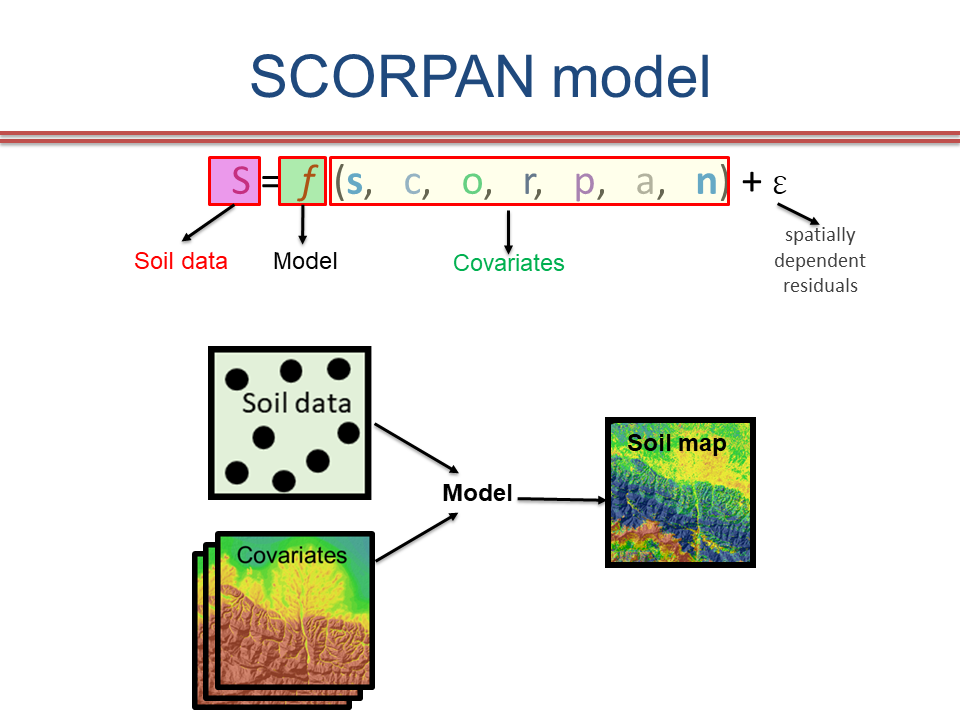 SCORPAN model
S = f (s, c, o, r, p, a, n) + ε
Soil data
Model
Covariates
spatially
dependent
residuals
Soil data
Model
Soil map
Covariates